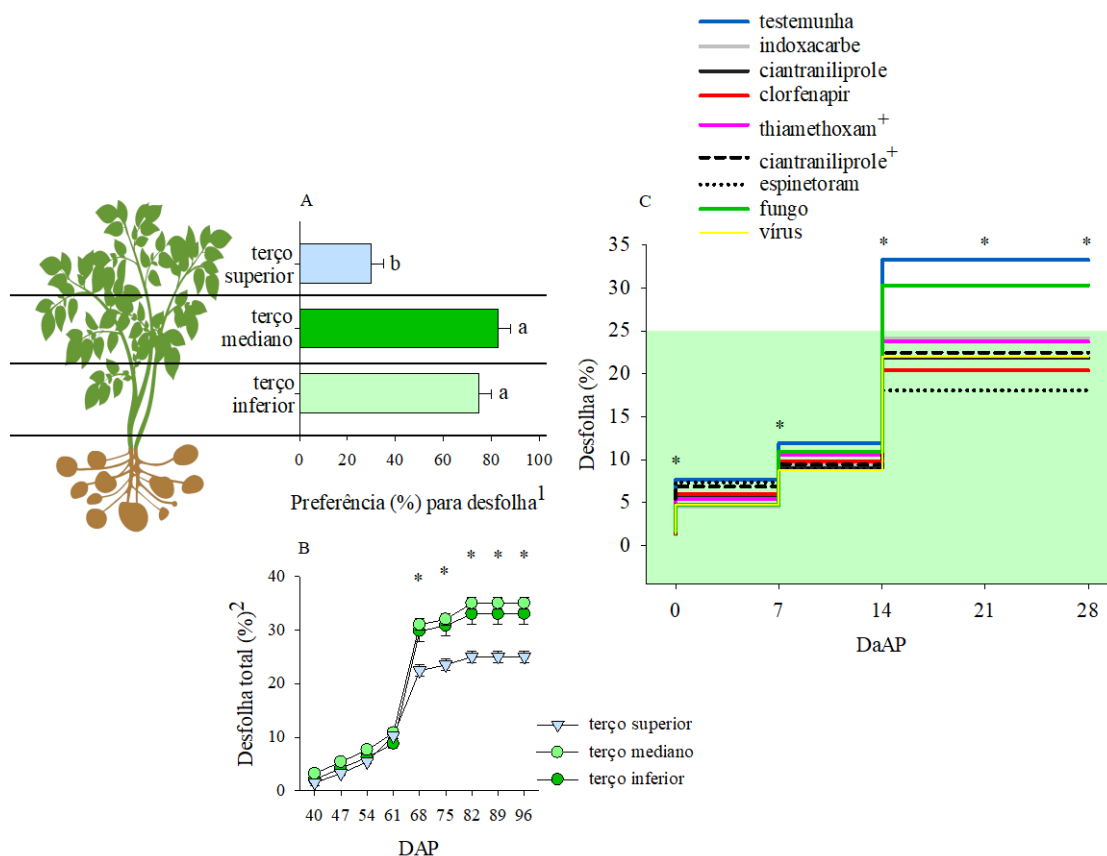 testemunha
indoxacarbe
ciantraniliprole
clorfenapir
thiamethoxam+
ciantraniliprole+
espinetoram
fungo
vírus
A
terço
superior
b
terço
mediano
a
terço
inferior
a
0 20 40 60 80 100
Preferência (%) para desfolha1
B
* * * * *
40
30
20
10
0
Desfolha total (%)2
40 47 54 61 68 75 82 89 96
DAP
terço superior
terço mediano
terço inferior
C
* * * * *
35
30
25
20
15
10
5
0
Desfolha (%)
0 7 14 21 28
DaAP